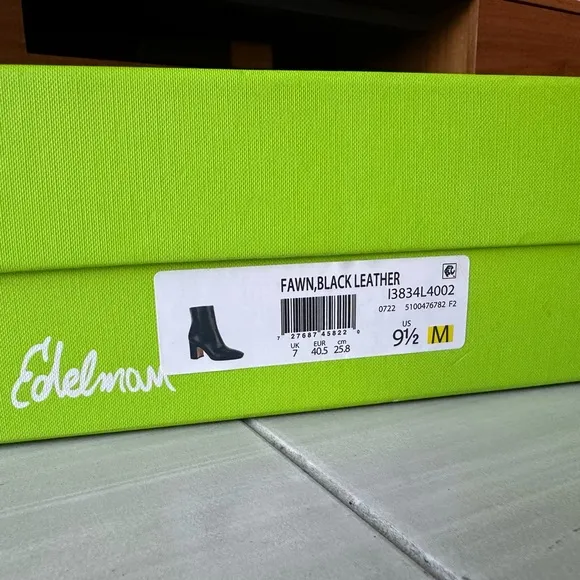 FAWN,BLACK LEATHER
I3834L4002
0722 5100476782 F2
7 27687 45822 0
UK EUR cm
7 40.5 25.8
US
9½ M
Edelman